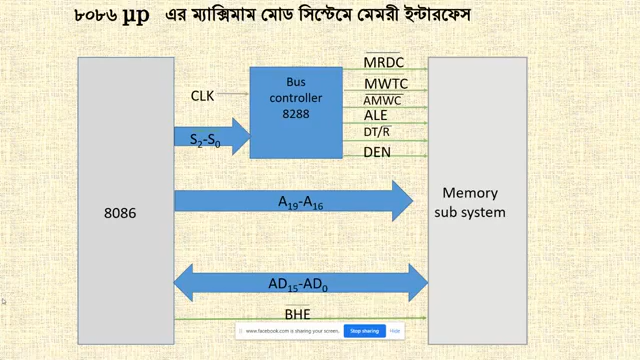 ৮০৮৬ µp এর ম্যাক্সিমাম মোড সিস্টেমে মেমরী ইন্টারফেস
MRDC
Bus
controller
8288
CLK
MWTC
AMWC
ALE
DT/R
DEN
S2-S0
A19-A16
8086
Memory
sub system
AD15-AD0
BHE
www.facebook.com is sharing your screen.
Stop sharing
Hide